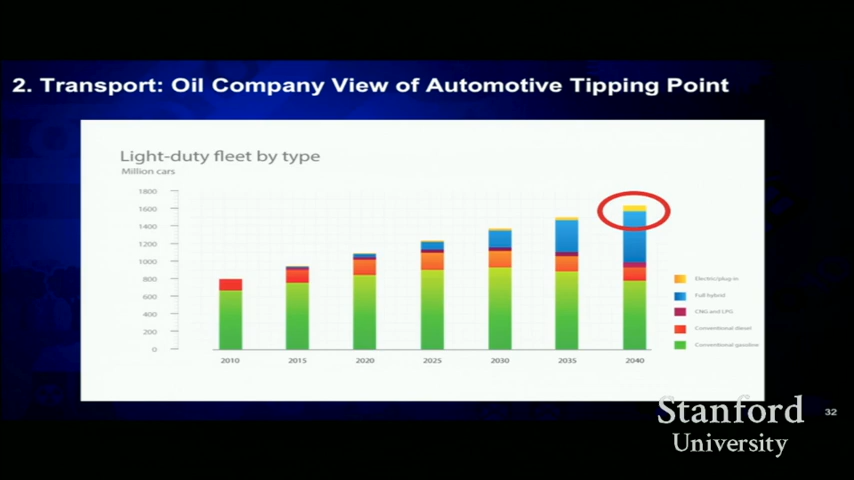 2. Transport: Oil Company View of Automotive Tipping Point
Light-duty fleet by type
Million cars
1800
1600
1400
1200
1000
800
600
400
200
0
2010
2015
2020
2025
2030
2035
2040
Electric/plug-in
Full hybrid
CNG and LPG
Conventional diesel
Conventional gasoline
Stanford
University
32